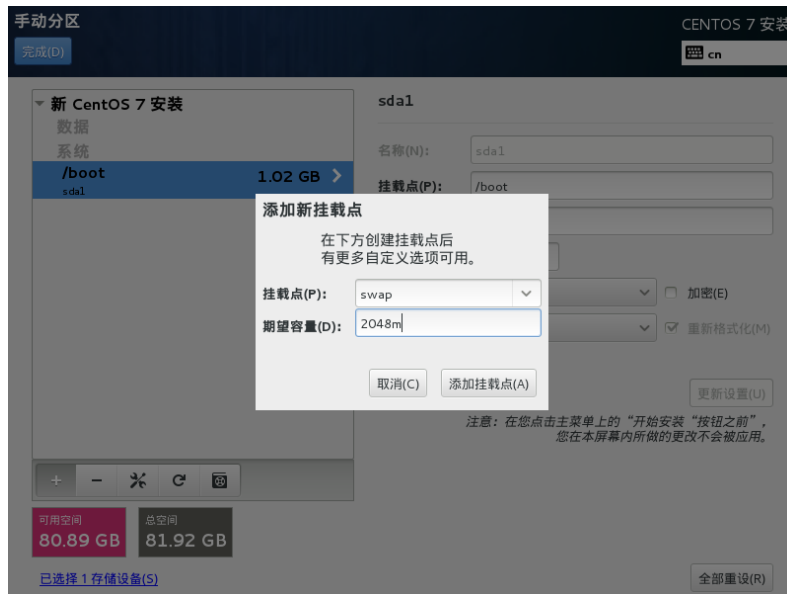 手动分区
CENTOS 7 安装
完成(D)
cn
新 CentOS 7 安装
数据
系统
/boot
1.02 GB
sda1
sda1
名称(N):
sda1
挂载点(P):
/boot
添加新挂载点
在下方创建挂载点后
有更多自定义选项可用。
挂载点(P):
swap
期望容量(D):
2048m
取消(C)
添加挂载点(A)
加密(E)
重新格式化(M)
更新设置(U)
注意：在您点击主菜单上的“开始安装“按钮之前”，
您在本屏幕内所做的更改不会被应用。
可用空间
80.89 GB
总空间
81.92 GB
已选择 1 存储设备(S)
全部重设(R)